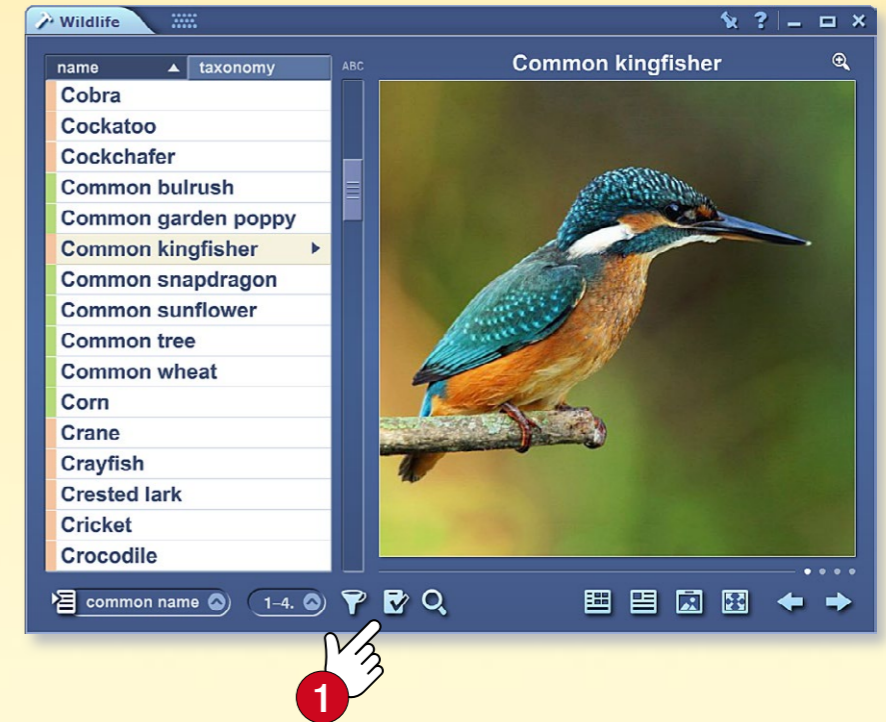 Wildlife
?
name taxonomy ABC
Common kingfisher
Cobra
Cockatoo
Cockchafer
Common bulrush
Common garden poppy
Common kingfisher
Common snapdragon
Common sunflower
Common tree
Common wheat
Corn
Crane
Crayfish
Crested lark
Cricket
Crocodile
common name 1–4.
1